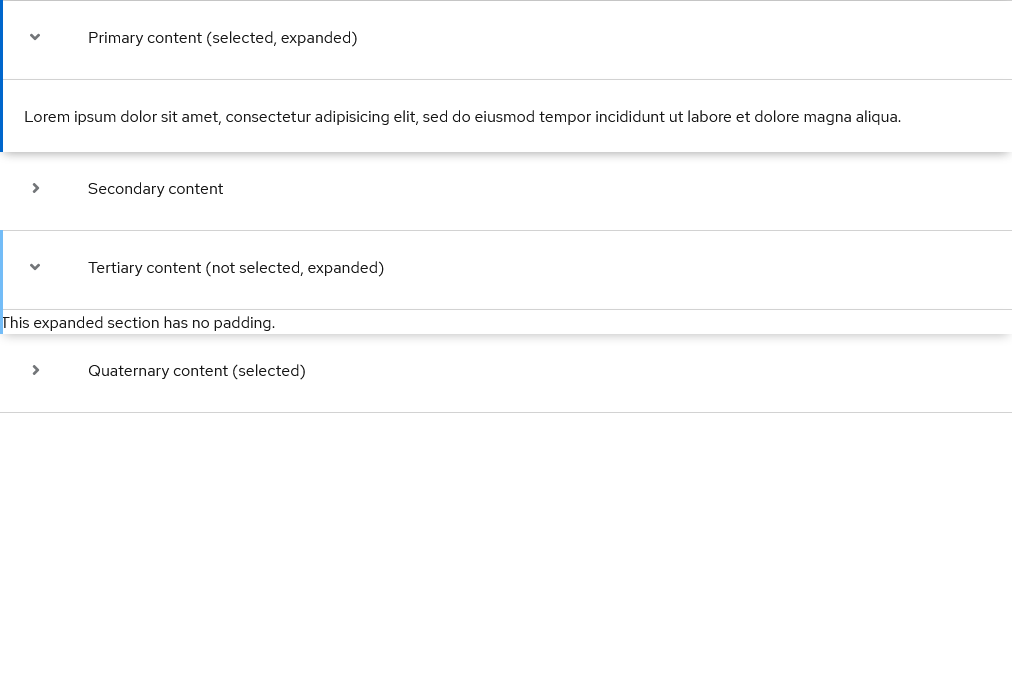 Primary content (selected, expanded)
Lorem ipsum dolor sit amet, consectetur adipisicing elit, sed do eiusmod tempor incididunt ut labore et dolore magna aliqua.
Secondary content
Tertiary content (not selected, expanded)
This expanded section has no padding.
Quaternary content (selected)